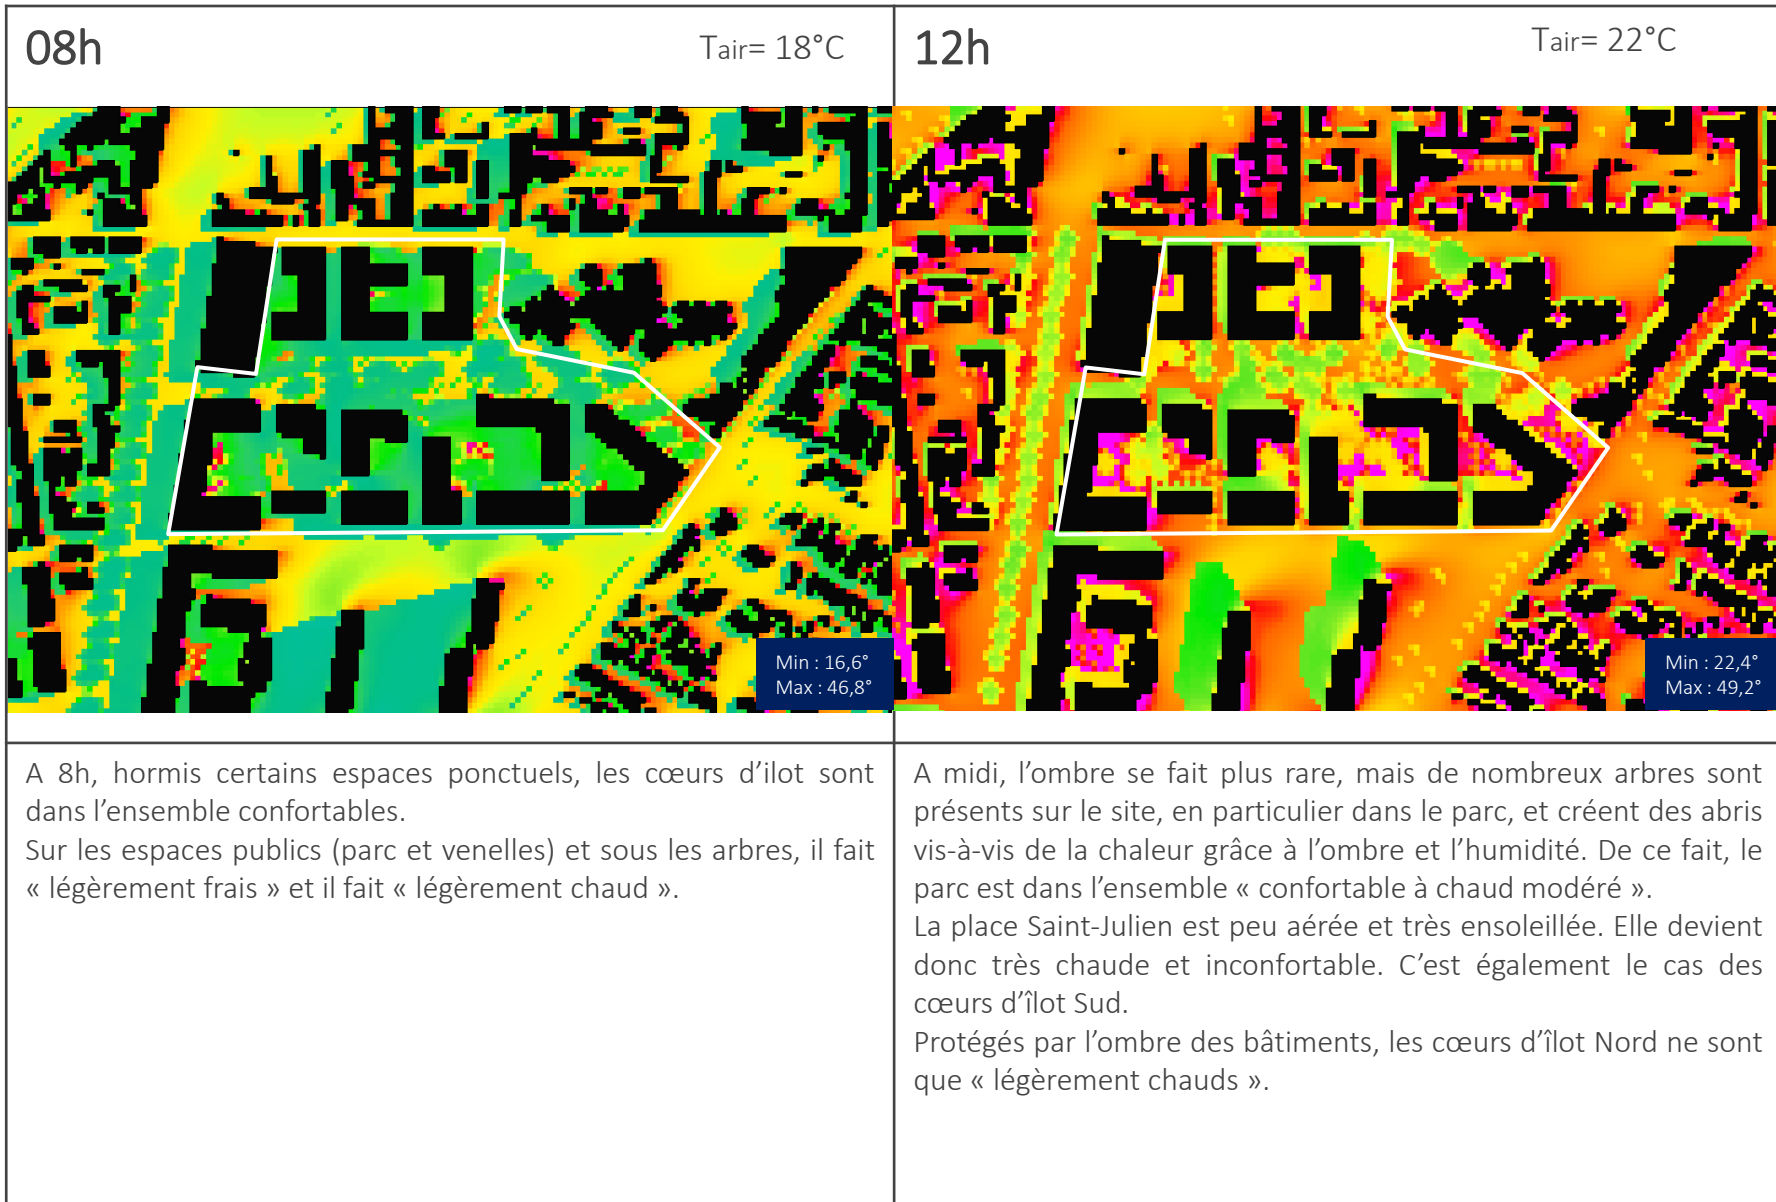 08h
Tair= 18°C
Min : 16,6°
Max : 46,8°
A 8h, hormis certains espaces ponctuels, les cœurs d’ilot sont
dans l’ensemble confortables.
Sur les espaces publics (parc et venelles) et sous les arbres, il fait
« légèrement frais » et il fait « légèrement chaud ».
12h
Tair= 22°C
Min : 22,4°
Max : 49,2°
A midi, l’ombre se fait plus rare, mais de nombreux arbres sont
présents sur le site, en particulier dans le parc, et créent des abris
vis-à-vis de la chaleur grâce à l’ombre et l’humidité. De ce fait, le
parc est dans l’ensemble « confortable à chaud modéré ».
La place Saint-Julien est peu aérée et très ensoleillée. Elle devient
donc très chaude et inconfortable. C’est également le cas des
cœurs d’îlot Sud.
Protégés par l’ombre des bâtiments, les cœurs d’îlot Nord ne sont
que « légèrement chauds ».